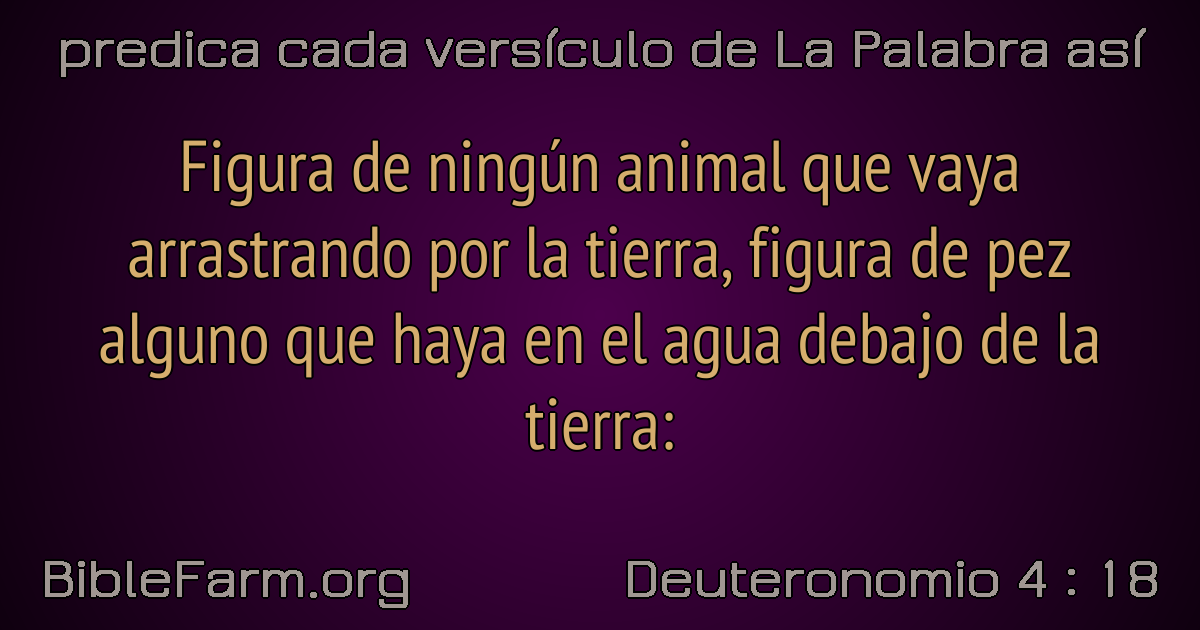 predica cada versículo de La Palabra así
Figura de ningún animal que vaya
arrastrando por la tierra, figura de pez
alguno que haya en el agua debajo de la
tierra:
BibleFarm.org
Deuteronomio 4 : 18